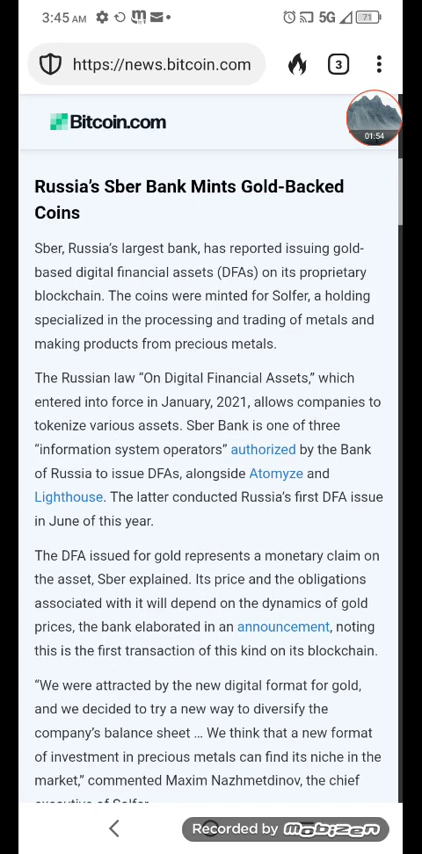 3:45 AM
5G
71
https://news.bitcoin.com
3
Bitcoin.com
01:54
Russia’s Sber Bank Mints Gold-Backed
Coins
Sber, Russia’s largest bank, has reported issuing gold-
based digital financial assets (DFAs) on its proprietary
blockchain. The coins were minted for Solfer, a holding
specialized in the processing and trading of metals and
making products from precious metals.
The Russian law “On Digital Financial Assets,” which
entered into force in January, 2021, allows companies to
tokenize various assets. Sber Bank is one of three
“information system operators” authorized by the Bank
of Russia to issue DFAs, alongside Atomyze and
Lighthouse. The latter conducted Russia’s first DFA issue
in June of this year.
The DFA issued for gold represents a monetary claim on
the asset, Sber explained. Its price and the obligations
associated with it will depend on the dynamics of gold
prices, the bank elaborated in an announcement, noting
this is the first transaction of this kind on its blockchain.
“We were attracted by the new digital format for gold,
and we decided to try a new way to diversify the
company’s balance sheet … We think that a new format
of investment in precious metals can find its niche in the
market,” commented Maxim Nazhmetdinov, the chief
executive of Solfer
Recorded by mobizen